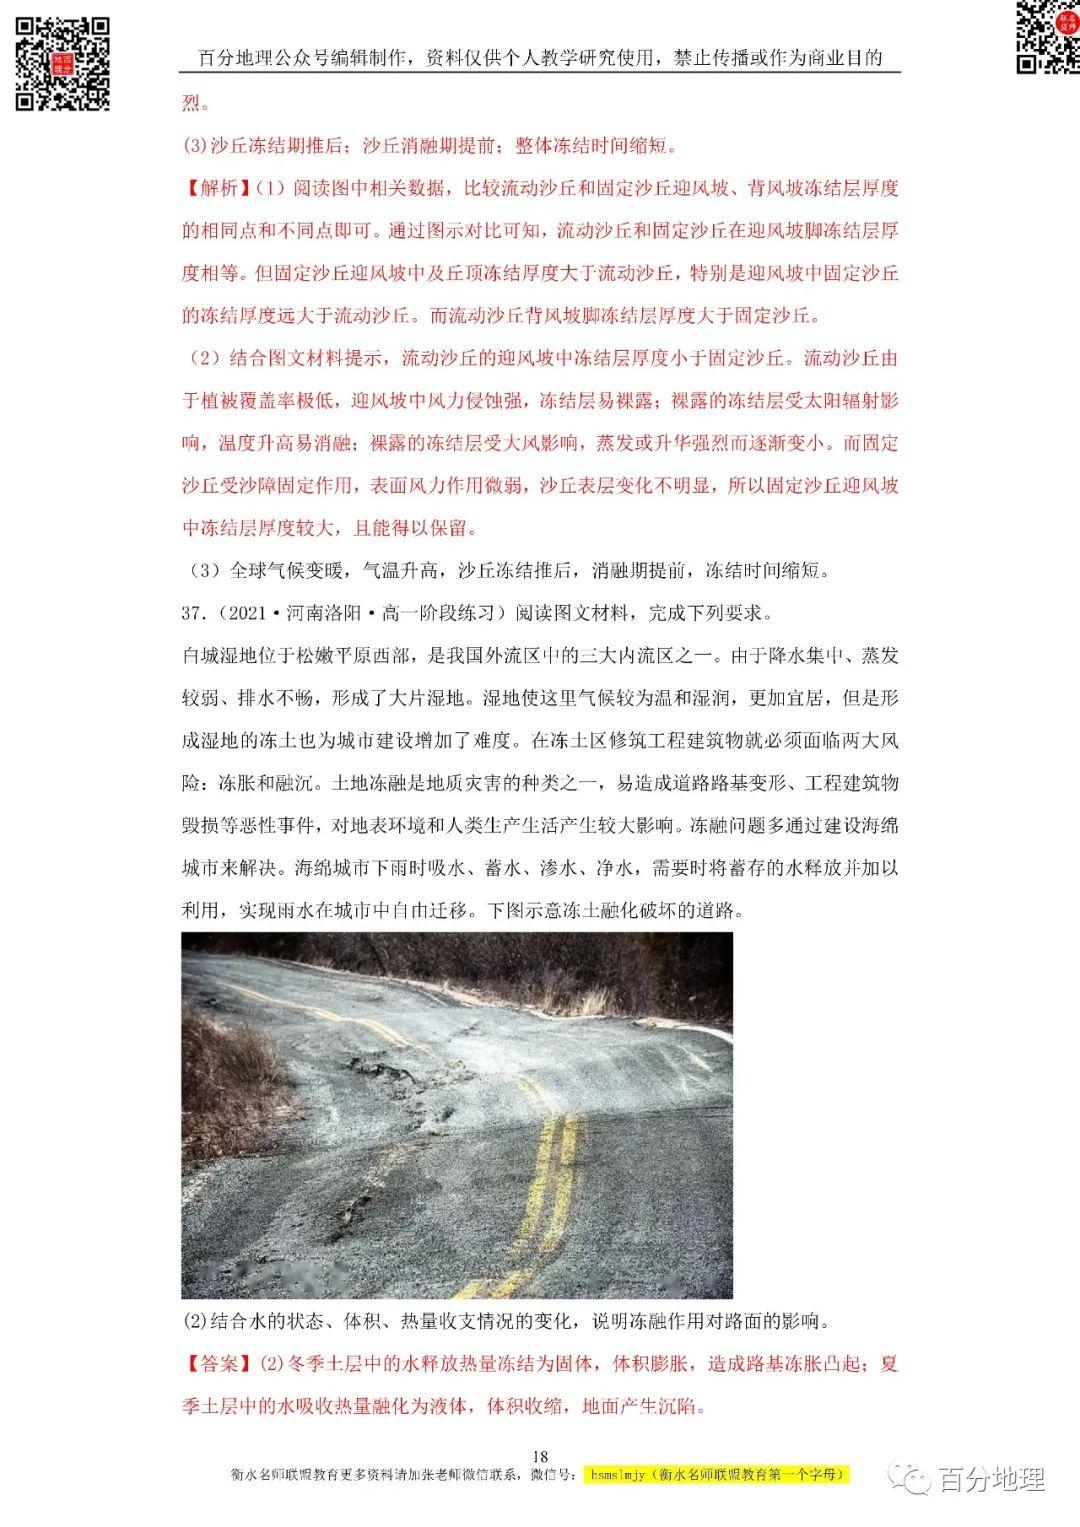 百分地理公众号编辑制作，资料仅供个人教学研究使用，禁止传播或作为商业目的
烈。
(3)沙丘冻结期推后；沙丘消融期提前；整体冻结时间缩短。
【解析】（1）阅读图中相关数据，比较流动沙丘和固定沙丘迎风坡、背风坡冻结层厚度
的相同点和不同点即可。通过图示对比可知，流动沙丘和固定沙丘在迎风坡脚冻结层厚
度相等。但固定沙丘迎风坡中及丘顶冻结厚度大于流动沙丘，特别是迎风坡中固定沙丘
的冻结厚度远大于流动沙丘。而流动沙丘背风坡脚冻结层厚度大于固定沙丘。
（2）结合图文材料提示，流动沙丘的迎风坡中冻结层厚度小于固定沙丘。流动沙丘由
于植被覆盖率极低，迎风坡中风力侵蚀强，冻结层易裸露；裸露的冻结层受太阳辐射影
响，温度升高易消融；裸露的冻结层受大风影响，蒸发或升华强烈而逐渐变小。而固定
沙丘受沙障固定作用，表面风力作用微弱，沙丘表层变化不明显，所以固定沙丘迎风坡
中冻结层厚度较大，且能得以保留。
（3）全球气候变暖，气温升高，沙丘冻结推后，消融期提前，冻结时间缩短。
37.（2021·河南洛阳·高一阶段练习）阅读图文材料，完成下列要求。
白城湿地位于松嫩平原西部，是我国外流区中的三大内流区之一。由于降水集中、蒸发
较弱、排水不畅，形成了大片湿地。湿地使这里气候较为温和湿润，更加宜居，但是形
成湿地的冻土也为城市建设增加了难度。在冻土区修筑工程建筑物就必须面临两大风
险：冻胀和融沉。土地冻融是地质灾害的种类之一，易造成道路路基变形、工程建筑物
毁损等恶性事件，对地表环境和人类生产生活产生较大影响。冻融问题多通过建设海绵
城市来解决。海绵城市下雨时吸水、蓄水、渗水、净水，需要时将蓄存的水释放并加以
利用，实现雨水在城市中自由迁移。下图示意冻土融化破坏的道路。
(2)结合水的状态、体积、热量收支情况的变化，说明冻融作用对路面的影响。
【答案】(2)冬季土层中的水释放热量冻结为固体，体积膨胀，造成路基冻胀凸起；夏
季土层中的水吸收热量融化为液体，体积收缩，地面产生沉陷。
18
衡水名师联盟教育更多资料请加张老师微信联系，微信号： hsmslmjy（衡水名师联盟教育第一个字母）
百分地理